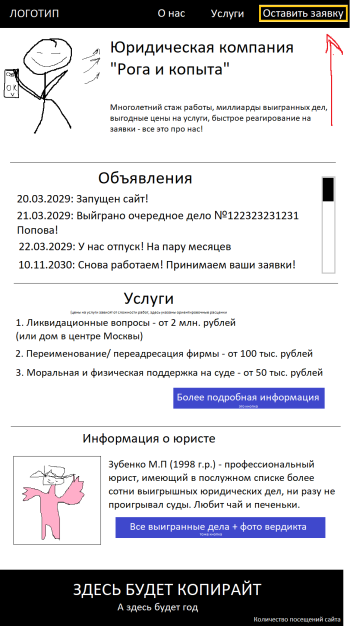 ЛОГОТИП О нас Услуги Оставить заявку
Юридическая компания
"Рога и копыта"
Многолетний стаж работы, миллиарды выигранных дел,
выгодные цены на услуги, быстрое реагирование на
заявки - все это про нас!
Объявления
20.03.2029: Запущен сайт!
21.03.2029: Выйграно очередное дело №122323231231
Попова!
22.03.2029: У нас отпуск! На пару месяцев
10.11.2030: Снова работаем! Принимаем ваши заявки!
Услуги
Цены на услуги зависят от сложности работ, здесь указаны ориентировочные расценки
1. Ликвидационные вопросы - от 2 млн. рублей
(или дом в центре Москвы)
2. Переименование/ переадресация фирмы - от 100 тыс. рублей
3. Моральная и физическая поддержка на суде - от 50 тыс. рублей
Более подробная информация
это кнопка
Информация о юристе
Зубенко М.П (1998 г.р.) - профессиональный
юрист, имеющий в послужном списке более
сотни выигрышных юридических дел, ни разу не
проигрывал суды. Любит чай и печеньки.
Все выигранные дела + фото вердикта
тоже кнопка
ЗДЕСЬ БУДЕТ КОПИРАЙТ
А здесь будет год
Количество посещений сайта